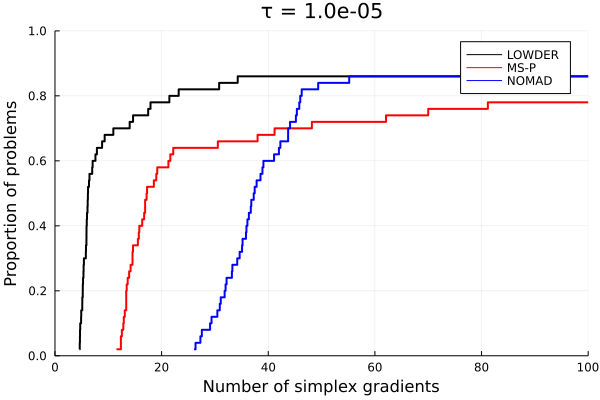 τ = 1.0e-05
Proportion of problems
1.0
0.8
0.6
0.4
0.2
0.0
LOWDER
MS-P
NOMAD
0 20 40 60 80 100
Number of simplex gradients